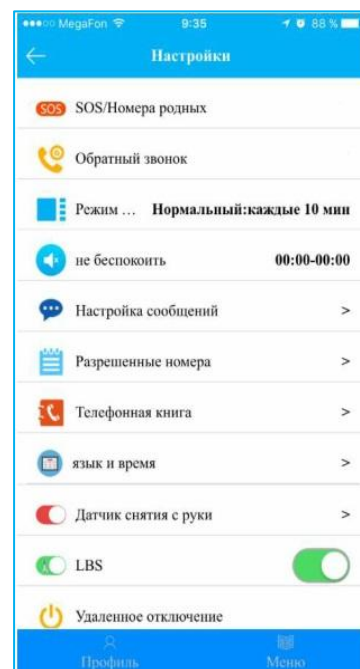 MegaFon 9:35 88 %
Настройки
SOS SOS/Номера родных
Обратный звонок
Режим … Нормальный:каждые 10 мин
не беспокоить 00:00-00:00
Настройка сообщений >
Разрешенные номера >
Телефонная книга >
язык и время >
Датчик снятия с руки >
LBS
Удаленное отключение
Профиль Меню